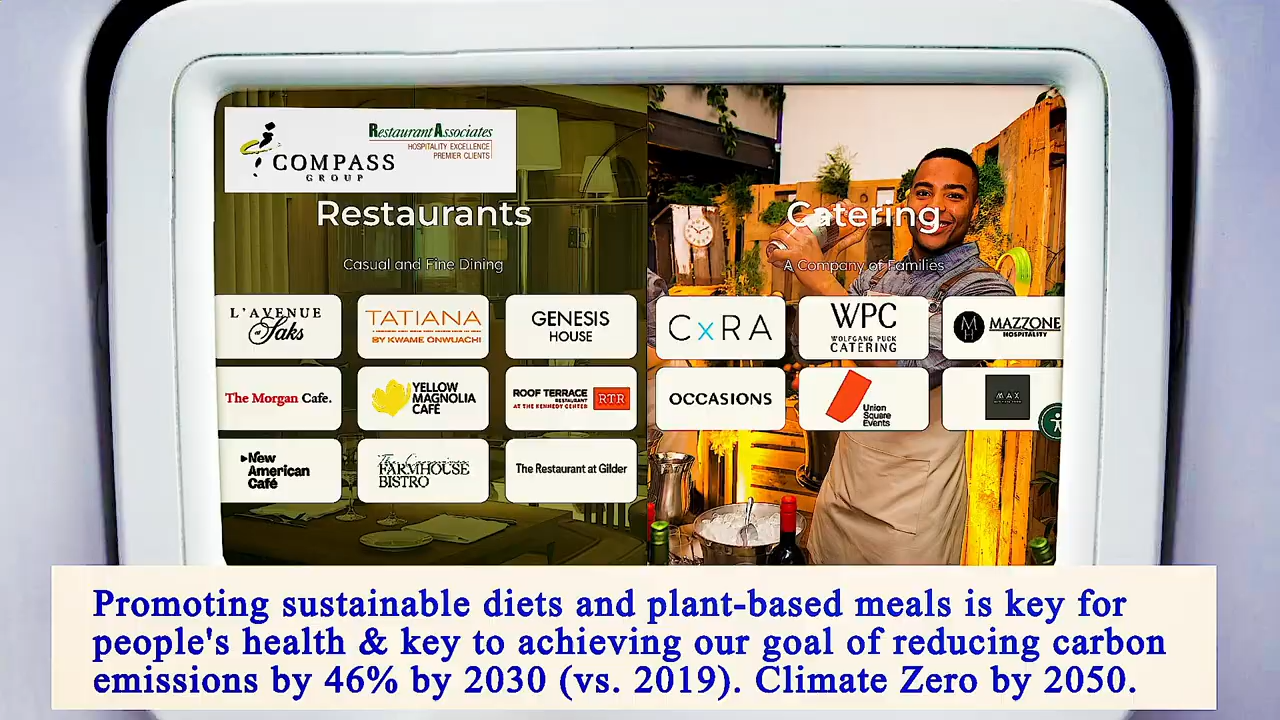 COMPASS
GROUP
Restaurant Associates
HOSPITALITY EXCELLENCE
PREMIER CLIENTS
Restaurants
Casual and Fine Dining
L'AVENUE
Saks
TATIANA
BY KWAME ONWUACHI
GENESIS
HOUSE
The Morgan Cafe.
YELLOW
MAGNOLIA
CAFÉ
ROOF TERRACE
RESTAURANT
AT THE KENNEDY CENTER
RTR
New
American
Café
FARMHOUSE
BISTRO
The Restaurant at Gilder
Catering
A Company of Families
CxRA
WPC
WOLFGANG PUCK
CATERING
MH
MAZZONE
HOSPITALITY
OCCASIONS
Union
Square
Events
MAX
Promoting sustainable diets and plant-based meals is key for
people's health & key to achieving our goal of reducing carbon
emissions by 46% by 2030 (vs. 2019). Climate Zero by 2050.